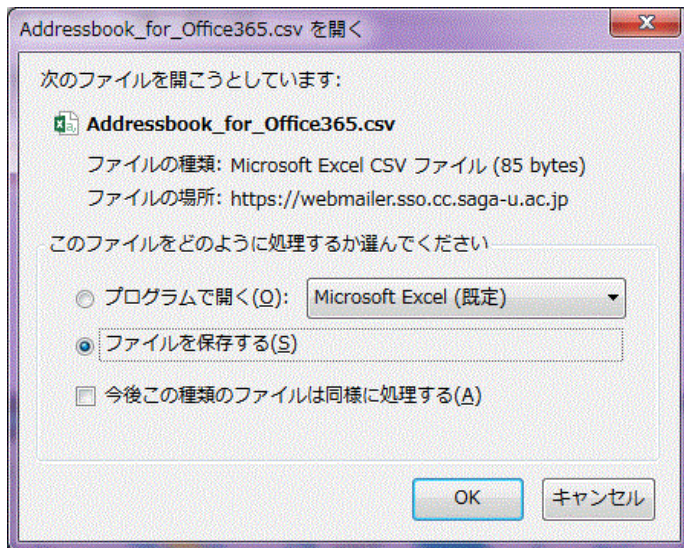 Addressbook_for_Office365.csv を開く
次のファイルを開こうとしています:
Addressbook_for_Office365.csv
ファイルの種類: Microsoft Excel CSV ファイル (85 bytes)
ファイルの場所: https://webmailer.sso.cc.saga-u.ac.jp
このファイルをどのように処理するか選んでください
プログラムで開く(O): Microsoft Excel (既定)
ファイルを保存する(S)
今後この種類のファイルは同様に処理する(A)
OK キャンセル